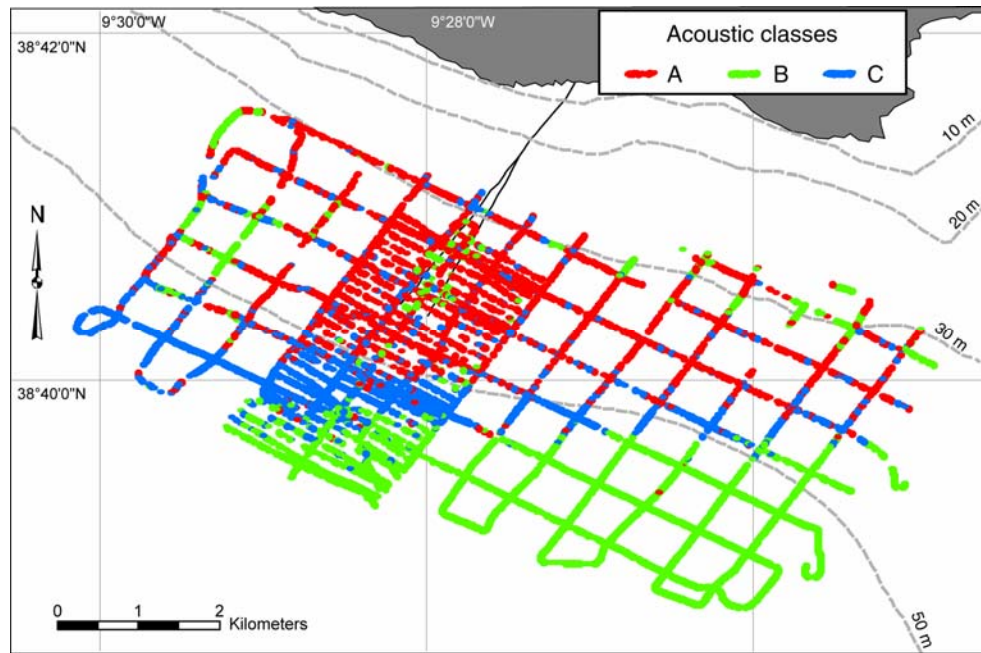 9°30'0"W
9°28'0"W
38°42'0"N
Acoustic classes
A B C
10 m
20 m
N
30 m
38°40'0"N
0 1 2
Kilometers
50 m